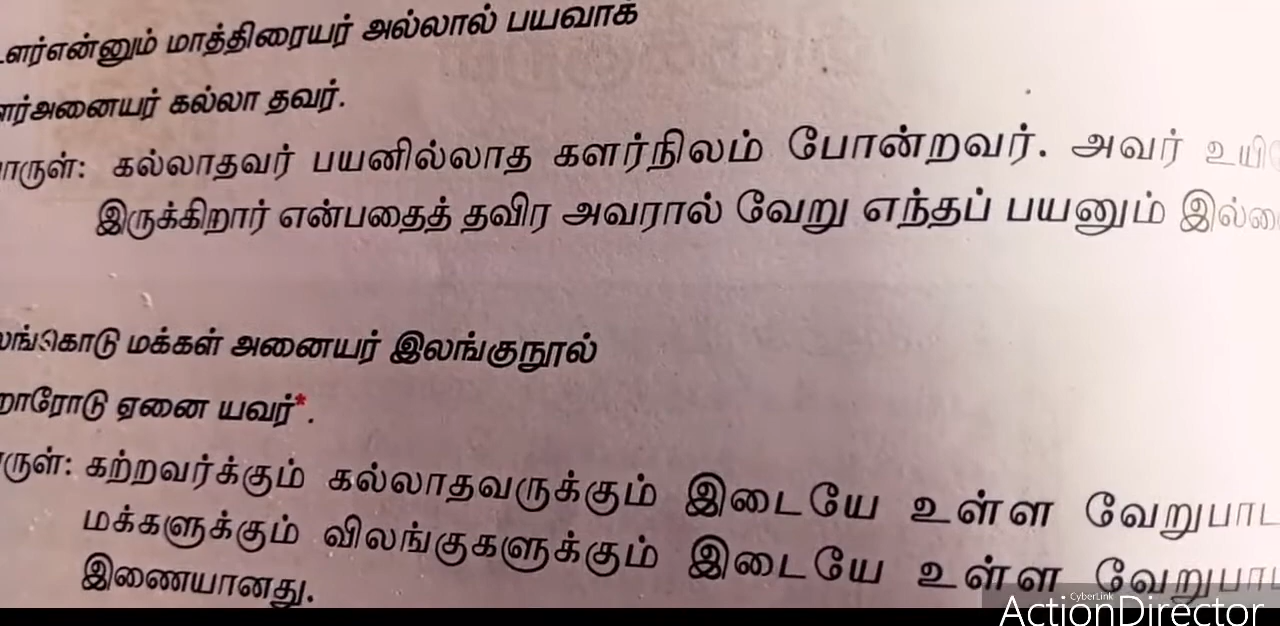 ளர்என்னும் மாத்திரையர் அல்லால் பயவாக்
ளர்அனையர் கல்லா தவர்.
ாருள்: கல்லாதவர் பயனில்லாத களர்நிலம் போன்றவர். அவர்
இருக்கிறார் என்பதைத் தவிர அவரால் வேறு எந்தப் பயனும்
லங்கொடு மக்கள் அனையர் இலங்குநூல்
றாரோடு ஏனை யவர்*.
ருள்: கற்றவர்க்கும் கல்லாதவருக்கும் இடையே உள்ள வேறுபா
மக்களுக்கும் விலங்குகளுக்கும் இடையே உள்ள வேறுபா
இணையானது.
CyberLink
ActionDirector